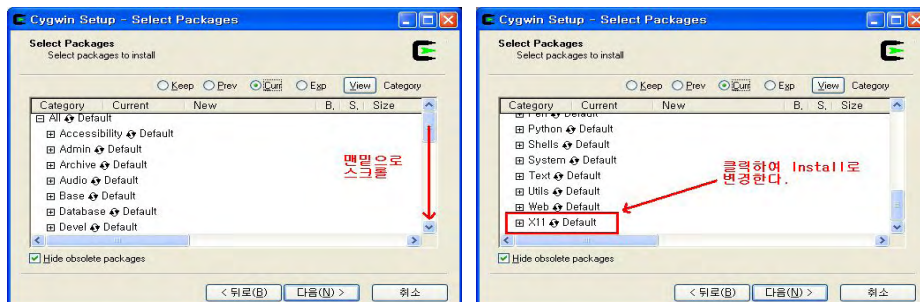 Cygwin Setup - Select Packages
Select Packages
Select packages to install
Keep Prev Curr Exp View Category
Category Current New B. S. Size
All Default
Accessibility Default
Admin Default
Archive Default
Audio Default
Base Default
Database Default
Devel Default
맨밑으로
스크롤
Hide obsolete packages
< 뒤로(B) 다음(N) > 취소
Cygwin Setup - Select Packages
Select Packages
Select packages to install
Keep Prev Curr Exp View Category
Category Current New B. S. Size
Default
Python Default
Shells Default
System Default
Text Default
Utils Default
Web Default
X11 Default
클릭하여 Install로
변경한다.
Hide obsolete packages
< 뒤로(B) 다음(N) > 취소